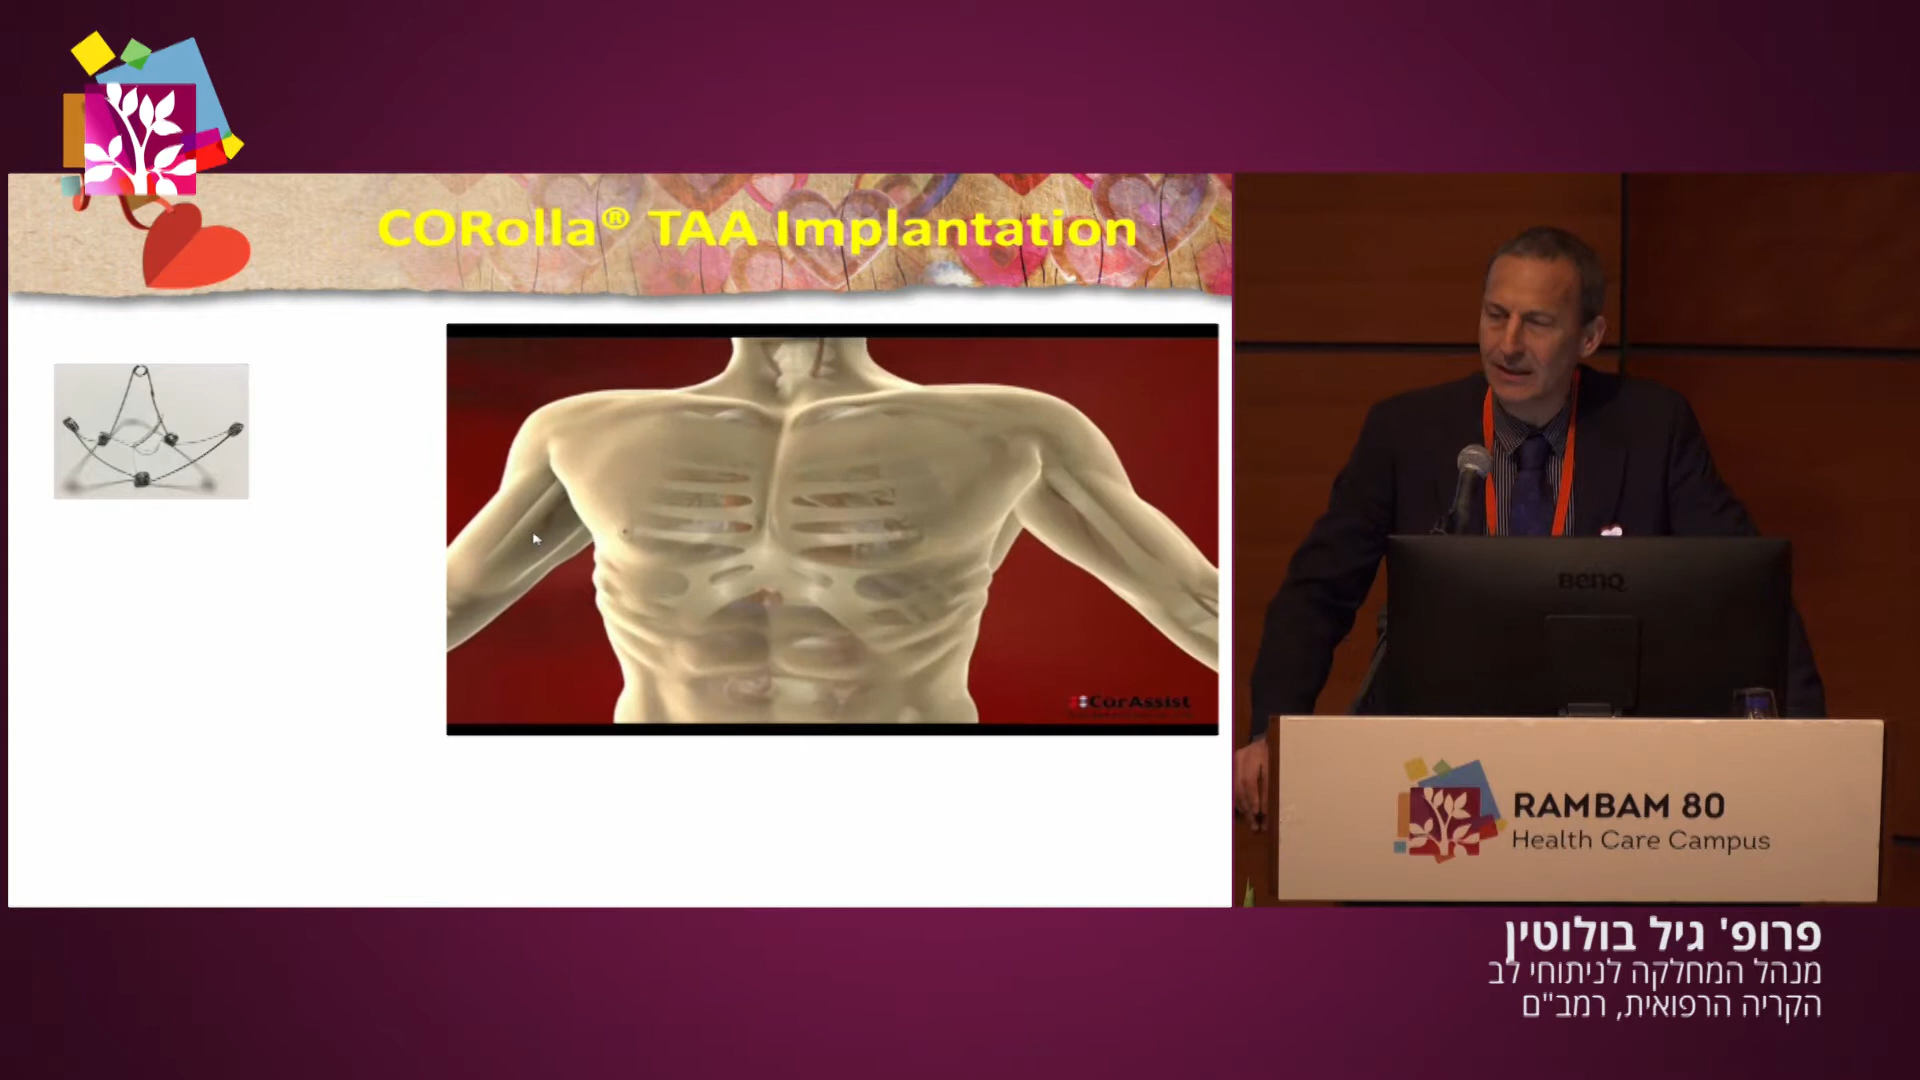 CORolla® TAA Implantation
CorAssist
BenQ
RAMBAM 80
Health Care Campus
פרופ' גיל בולוטין
מנהל המחלקה לניתוחי לב
הקריה הרפואית, רמב"ם